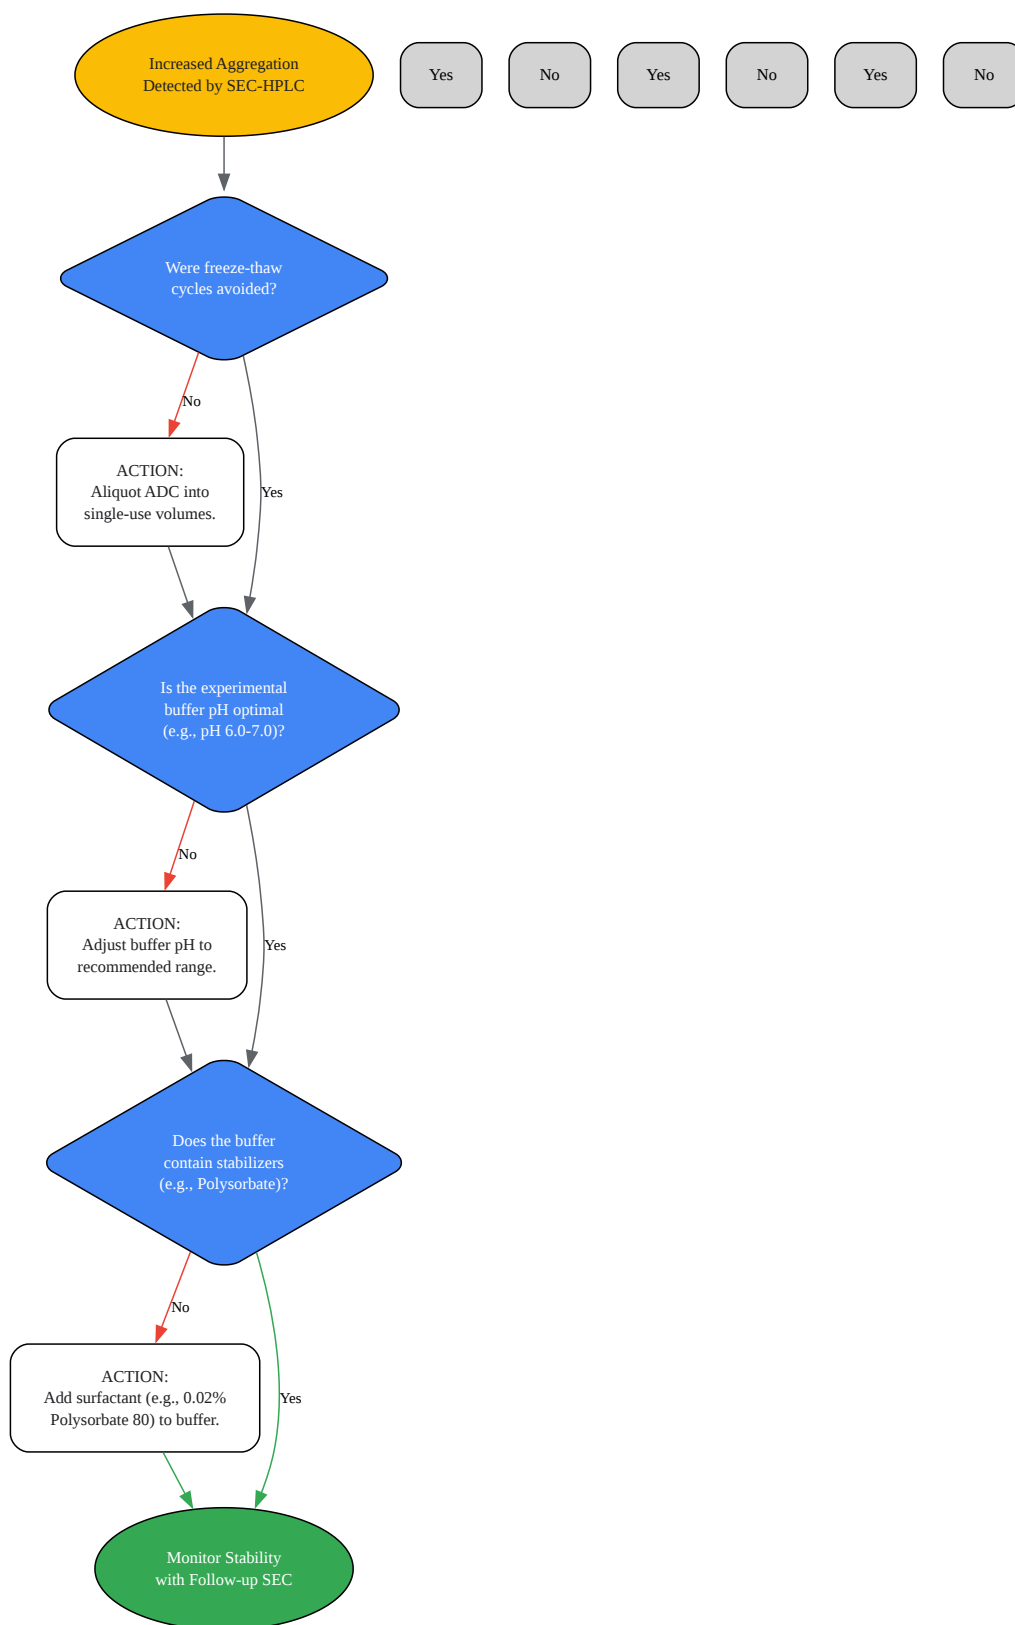 Increased Aggregation
Detected by SEC-HPLC
Yes
No
Yes
No
Yes
No
Were freeze-thaw
cycles avoided?
No
ACTION:
Aliquot ADC into
single-use volumes.
Yes
Is the experimental
buffer pH optimal
(e.g., pH 6.0-7.0)?
No
ACTION:
Adjust buffer pH to
recommended range.
Yes
Does the buffer
contain stabilizers
(e.g., Polysorbate)?
No
ACTION:
Add surfactant (e.g., 0.02%
Polysorbate 80) to buffer.
Yes
Monitor Stability
with Follow-up SEC